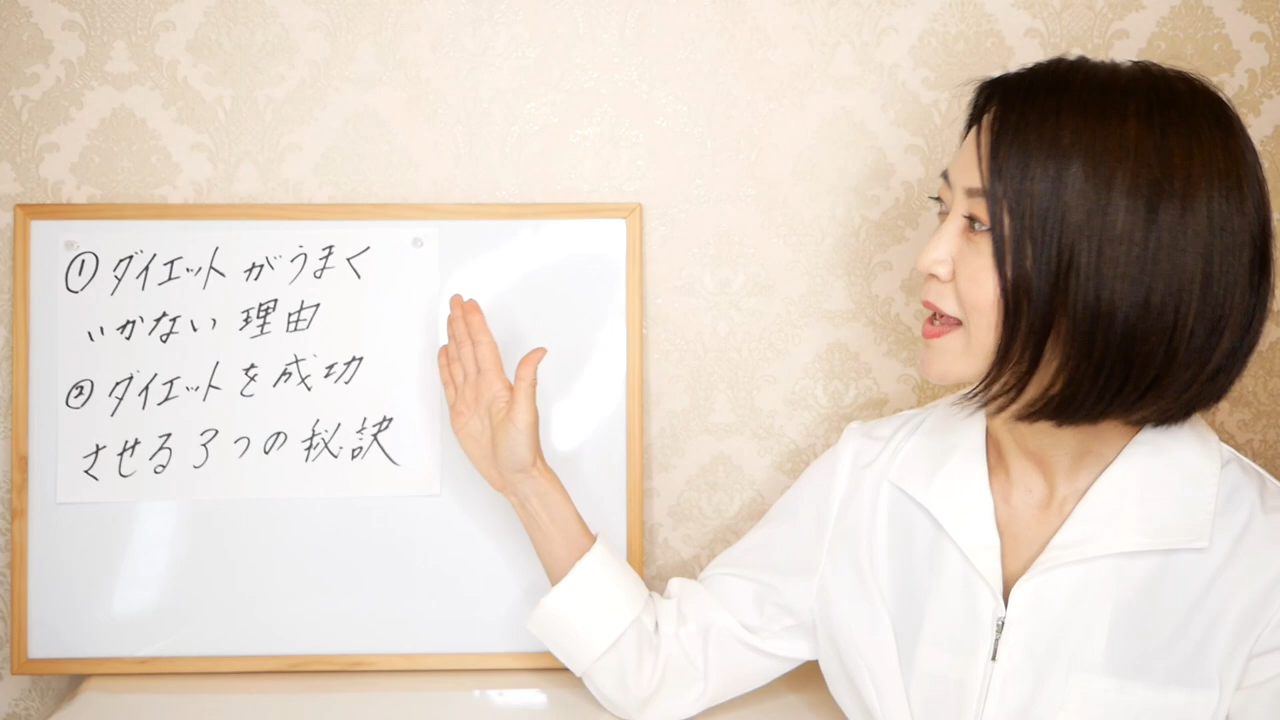 ① ダイエットがうまく
いかない理由
② ダイエットを成功
させる3つの秘訣